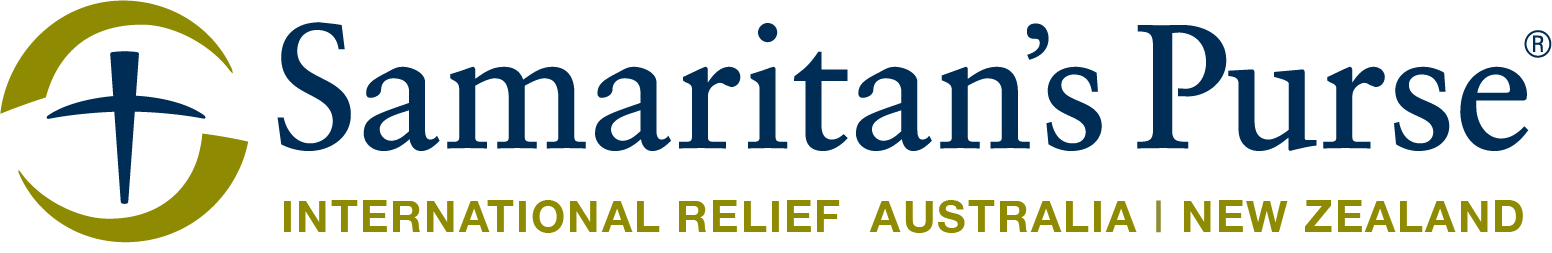 Samaritan’s Purse®
INTERNATIONAL RELIEF AUSTRALIA | NEW ZEALAND